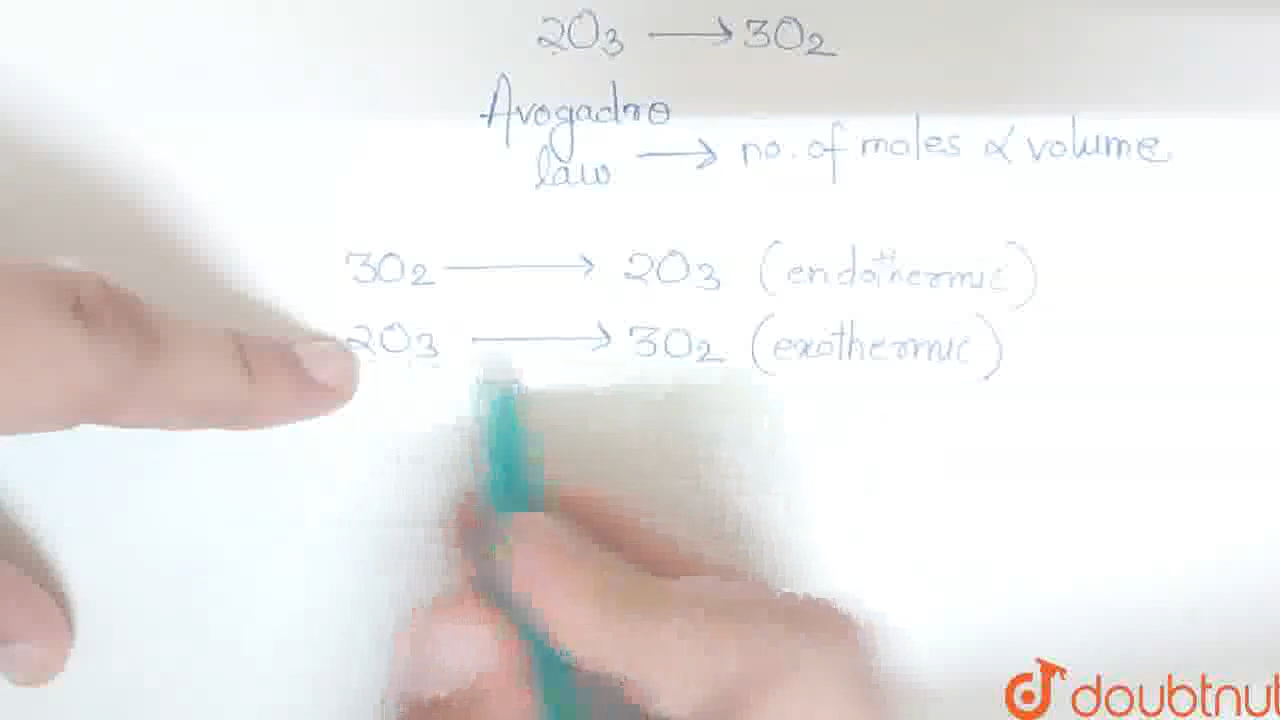 2O₃ → 3O₂
Avogadro
law → no. of moles ∝ volume
3O₂ → 2O₃ (endothermic)
2O₃ → 3O₂ (exothermic)
doubtnut